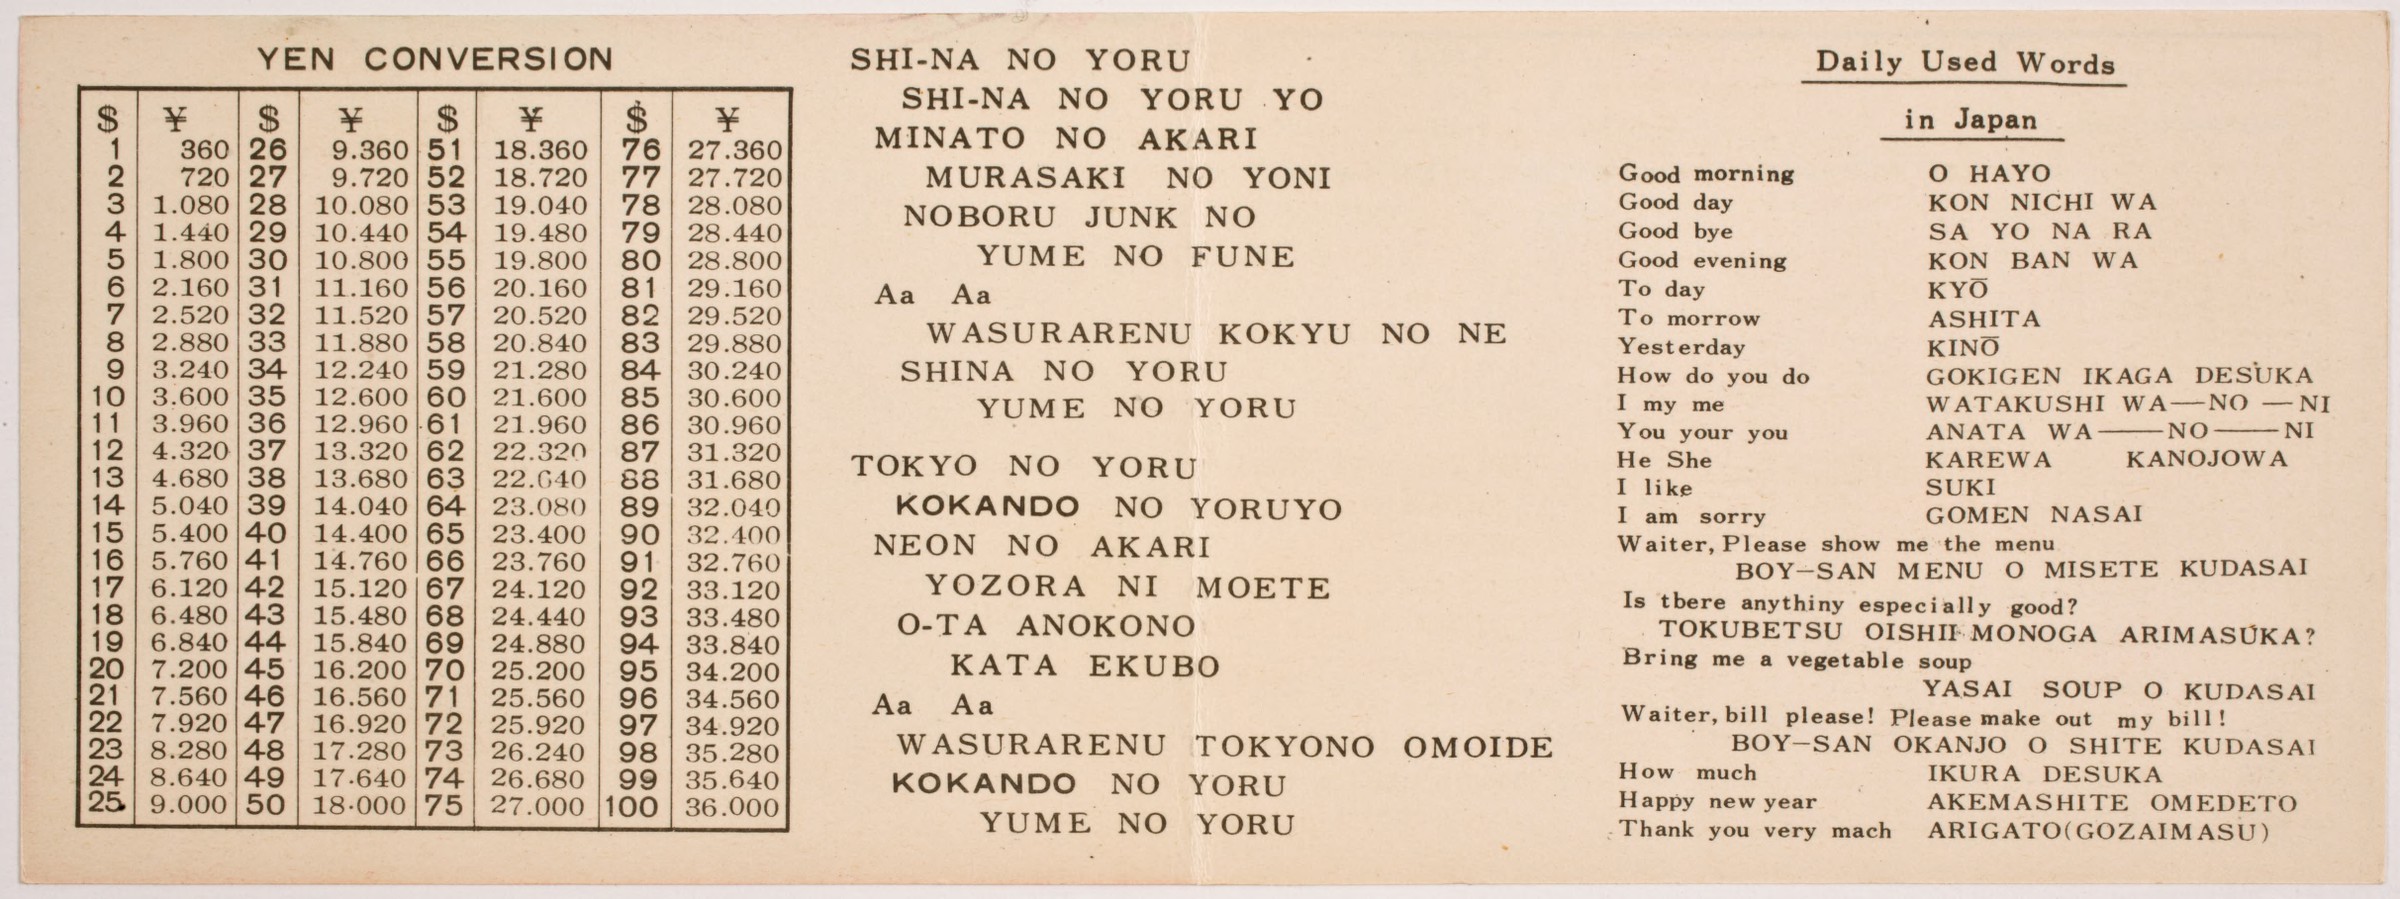 YEN CONVERSION
$ ¥ $ ¥ $ ¥ $ ¥
1 360 26 9.360 51 18.360 76 27.360
2 720 27 9.720 52 18.720 77 27.720
3 1.080 28 10.080 53 19.040 78 28.080
4 1.440 29 10.440 54 19.480 79 28.440
5 1.800 30 10.800 55 19.800 80 28.800
6 2.160 31 11.160 56 20.160 81 29.160
7 2.520 32 11.520 57 20.520 82 29.520
8 2.880 33 11.880 58 20.840 83 29.880
9 3.240 34 12.240 59 21.280 84 30.240
10 3.600 35 12.600 60 21.600 85 30.600
11 3.960 36 12.960 61 21.960 86 30.960
12 4.320 37 13.320 62 22.320 87 31.320
13 4.680 38 13.680 63 22.640 88 31.680
14 5.040 39 14.040 64 23.080 89 32.040
15 5.400 40 14.400 65 23.400 90 32.400
16 5.760 41 14.760 66 23.760 91 32.760
17 6.120 42 15.120 67 24.120 92 33.120
18 6.480 43 15.480 68 24.440 93 33.480
19 6.840 44 15.840 69 24.880 94 33.840
20 7.200 45 16.200 70 25.200 95 34.200
21 7.560 46 16.560 71 25.560 96 34.560
22 7.920 47 16.920 72 25.920 97 34.920
23 8.280 48 17.280 73 26.240 98 35.280
24 8.640 49 17.640 74 26.680 99 35.640
25 9.000 50 18.000 75 27.000 100 36.000
SHI-NA NO YORU
SHI-NA NO YORU YO
MINATO NO AKARI
MURASAKI NO YONI
NOBORU JUNK NO
YUME NO FUNE
Aa Aa
WASURARENU KOKYU NO NE
SHINA NO YORU
YUME NO YORU
TOKYO NO YORU
KOKANDO NO YORUYO
NEON NO AKARI
YOZORA NI MOETE
O-TA ANOKONO
KATA EKUBO
Aa Aa
WASURARENU TOKYONO OMOIDE
KOKANDO NO YORU
YUME NO YORU
Daily Used Words
in Japan
Good morning O HAYO
Good day KON NICHI WA
Good bye SA YO NA RA
Good evening KON BAN WA
To day KYŌ
To morrow ASHITA
Yesterday KINŌ
How do you do GOKIGEN IKAGA DESUKA
I my me WATAKUSHI WA—NO —NI
You your you ANATA WA——NO——NI
He She KAREWA KANOJOWA
I like SUKI
I am sorry GOMEN NASAI
Waiter, Please show me the menu
BOY—SAN MENU O MISETE KUDASAI
Is tbere anythiny especially good?
TOKUBETSU OISHII MONOGA ARIMASUKA?
Bring me a vegetable soup
YASAI SOUP O KUDASAI
Waiter, bill please! Please make out my bill!
BOY—SAN OKANJO O SHITE KUDASAI
How much IKURA DESUKA
Happy new year AKEMASHITE OMEDETO
Thank you very mach ARIGATO(GOZAIMASU)